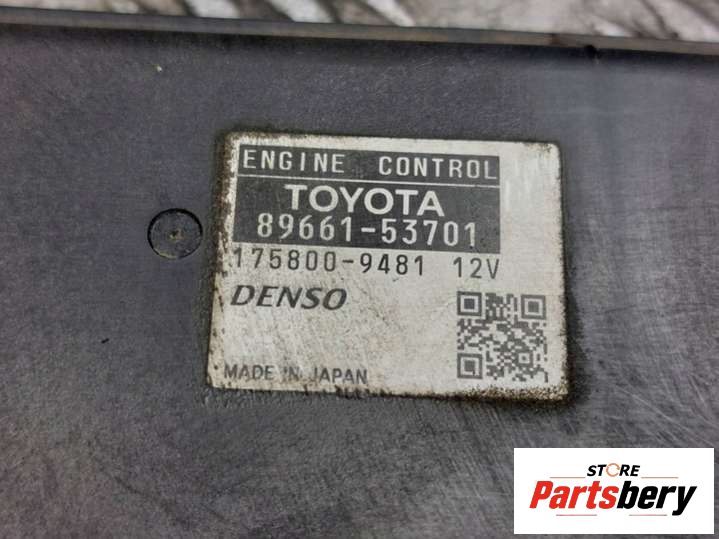 ENGINE CONTROL
TOYOTA
89661-53701
175800-9481 12V
DENSO
MADE IN JAPAN
STORE
Partsbery